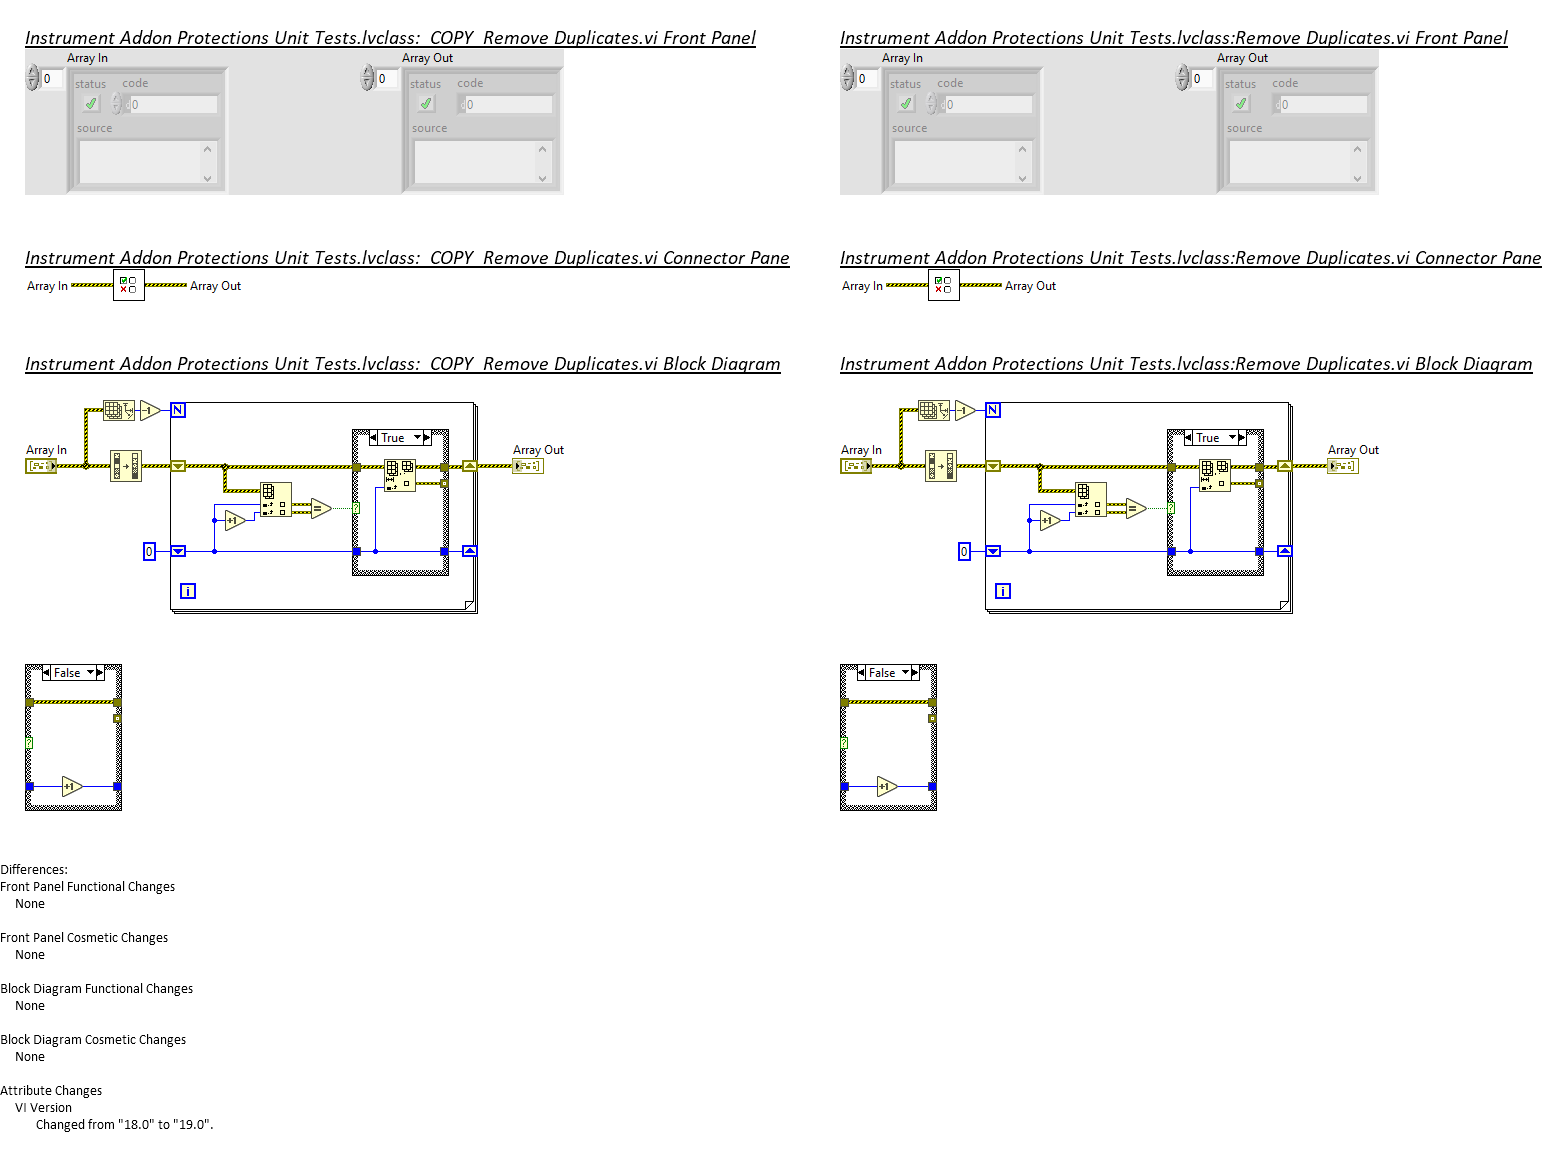 Instrument Addon Protections Unit Tests.lvclass:  COPY  Remove Duplicates.vi Front Panel
Array In
0
status
code
0
source
Array Out
0
status
code
0
source
Instrument Addon Protections Unit Tests.lvclass:Remove Duplicates.vi Front Panel
Array In
0
status
code
0
source
Array Out
0
status
code
0
source
Instrument Addon Protections Unit Tests.lvclass:  COPY  Remove Duplicates.vi Connector Pane
Array In
Array Out
Instrument Addon Protections Unit Tests.lvclass:Remove Duplicates.vi Connector Pane
Array In
Array Out
Instrument Addon Protections Unit Tests.lvclass:  COPY  Remove Duplicates.vi Block Diagram
-1
N
True
Array In
Array Out
=
+1
?
0
i
Instrument Addon Protections Unit Tests.lvclass:Remove Duplicates.vi Block Diagram
-1
N
True
Array In
Array Out
=
+1
?
0
i
False
?
+1
False
?
+1
Differences:
Front Panel Functional Changes
None
Front Panel Cosmetic Changes
None
Block Diagram Functional Changes
None
Block Diagram Cosmetic Changes
None
Attribute Changes
VI Version
Changed from "18.0" to "19.0".